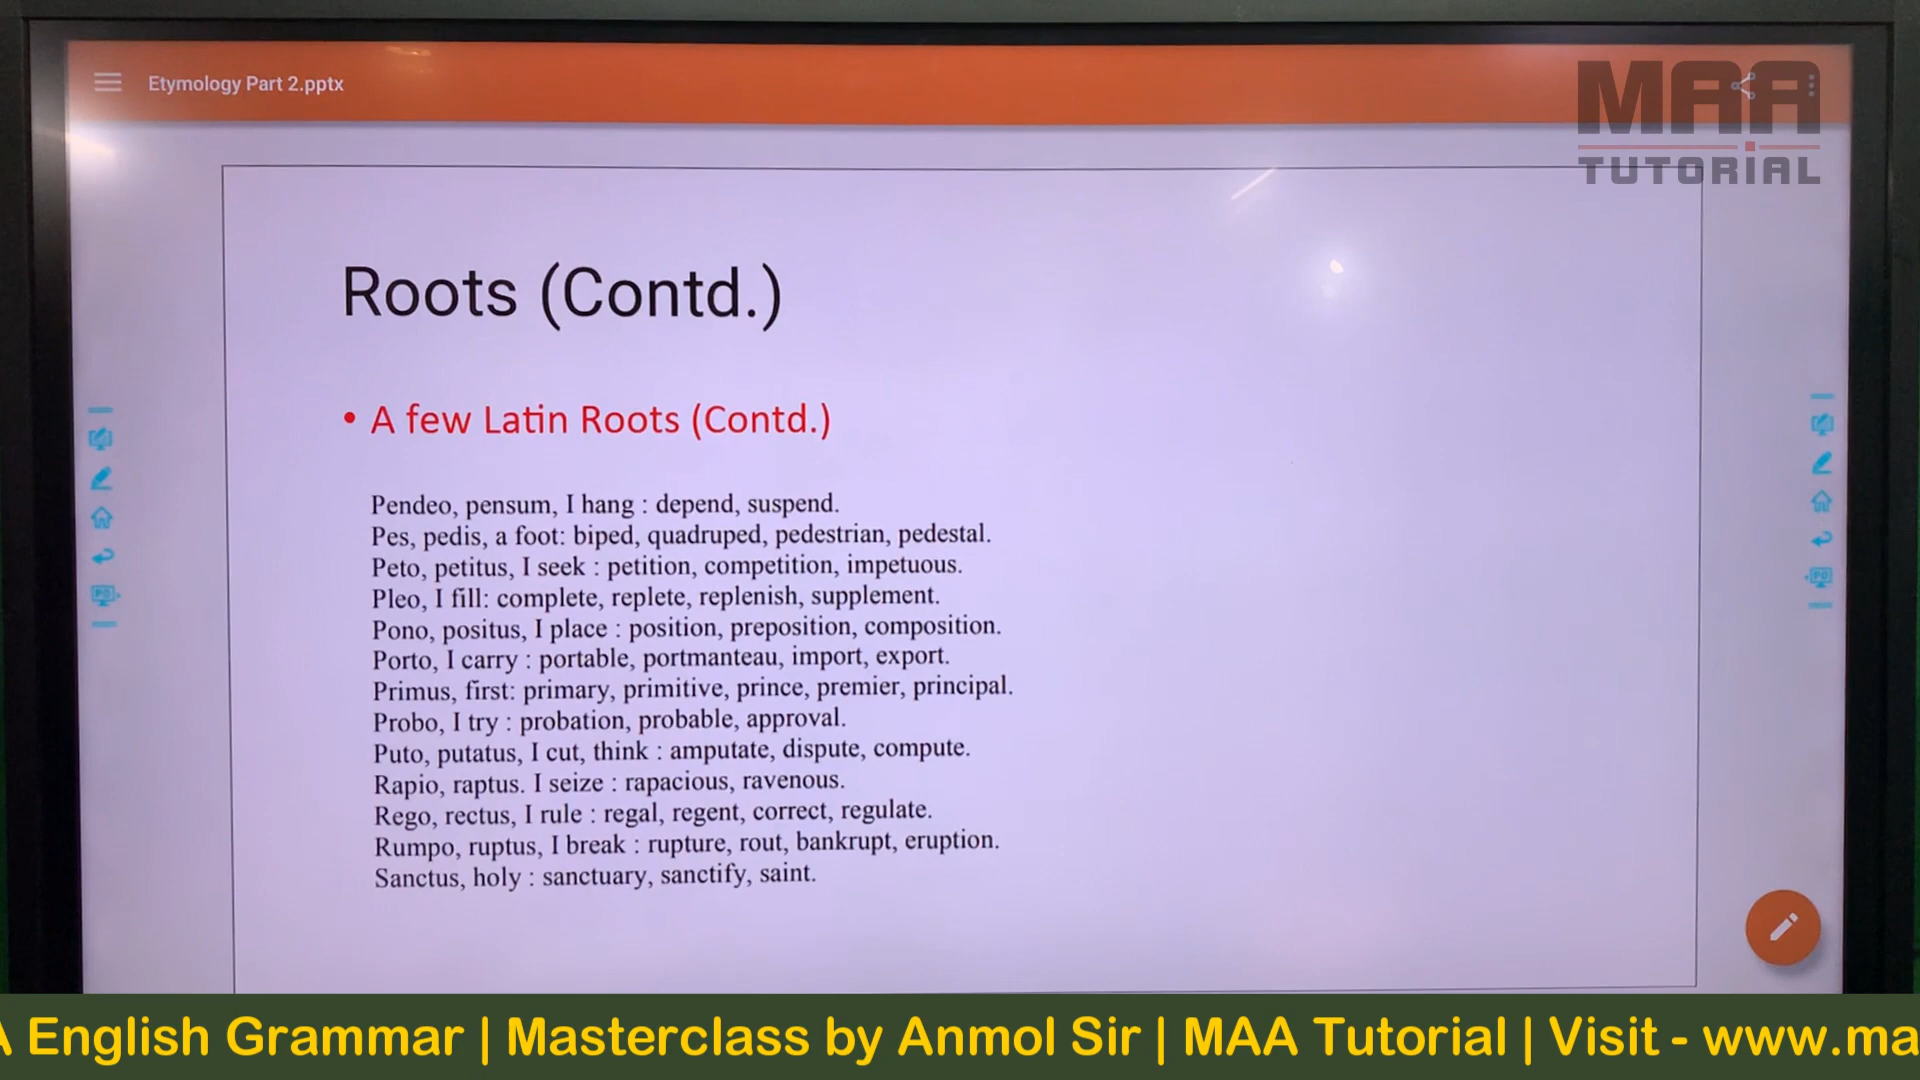 Etymology Part 2.pptx
MAA
TUTORIAL
Roots (Contd.)
• A few Latin Roots (Contd.)
Pendeo, pensum, I hang : depend, suspend.
Pes, pedis, a foot: biped, quadruped, pedestrian, pedestal.
Peto, petitus, I seek : petition, competition, impetuous.
Pleo, I fill: complete, replete, replenish, supplement.
Pono, positus, I place : position, preposition, composition.
Porto, I carry : portable, portmanteau, import, export.
Primus, first: primary, primitive, prince, premier, principal.
Probo, I try : probation, probable, approval.
Puto, putatus, I cut, think : amputate, dispute, compute.
Rapio, raptus. I seize : rapacious, ravenous.
Rego, rectus, I rule : regal, regent, correct, regulate.
Rumpo, ruptus, I break : rupture, rout, bankrupt, eruption.
Sanctus, holy : sanctuary, sanctify, saint.
A English Grammar | Masterclass by Anmol Sir | MAA Tutorial | Visit - www.ma